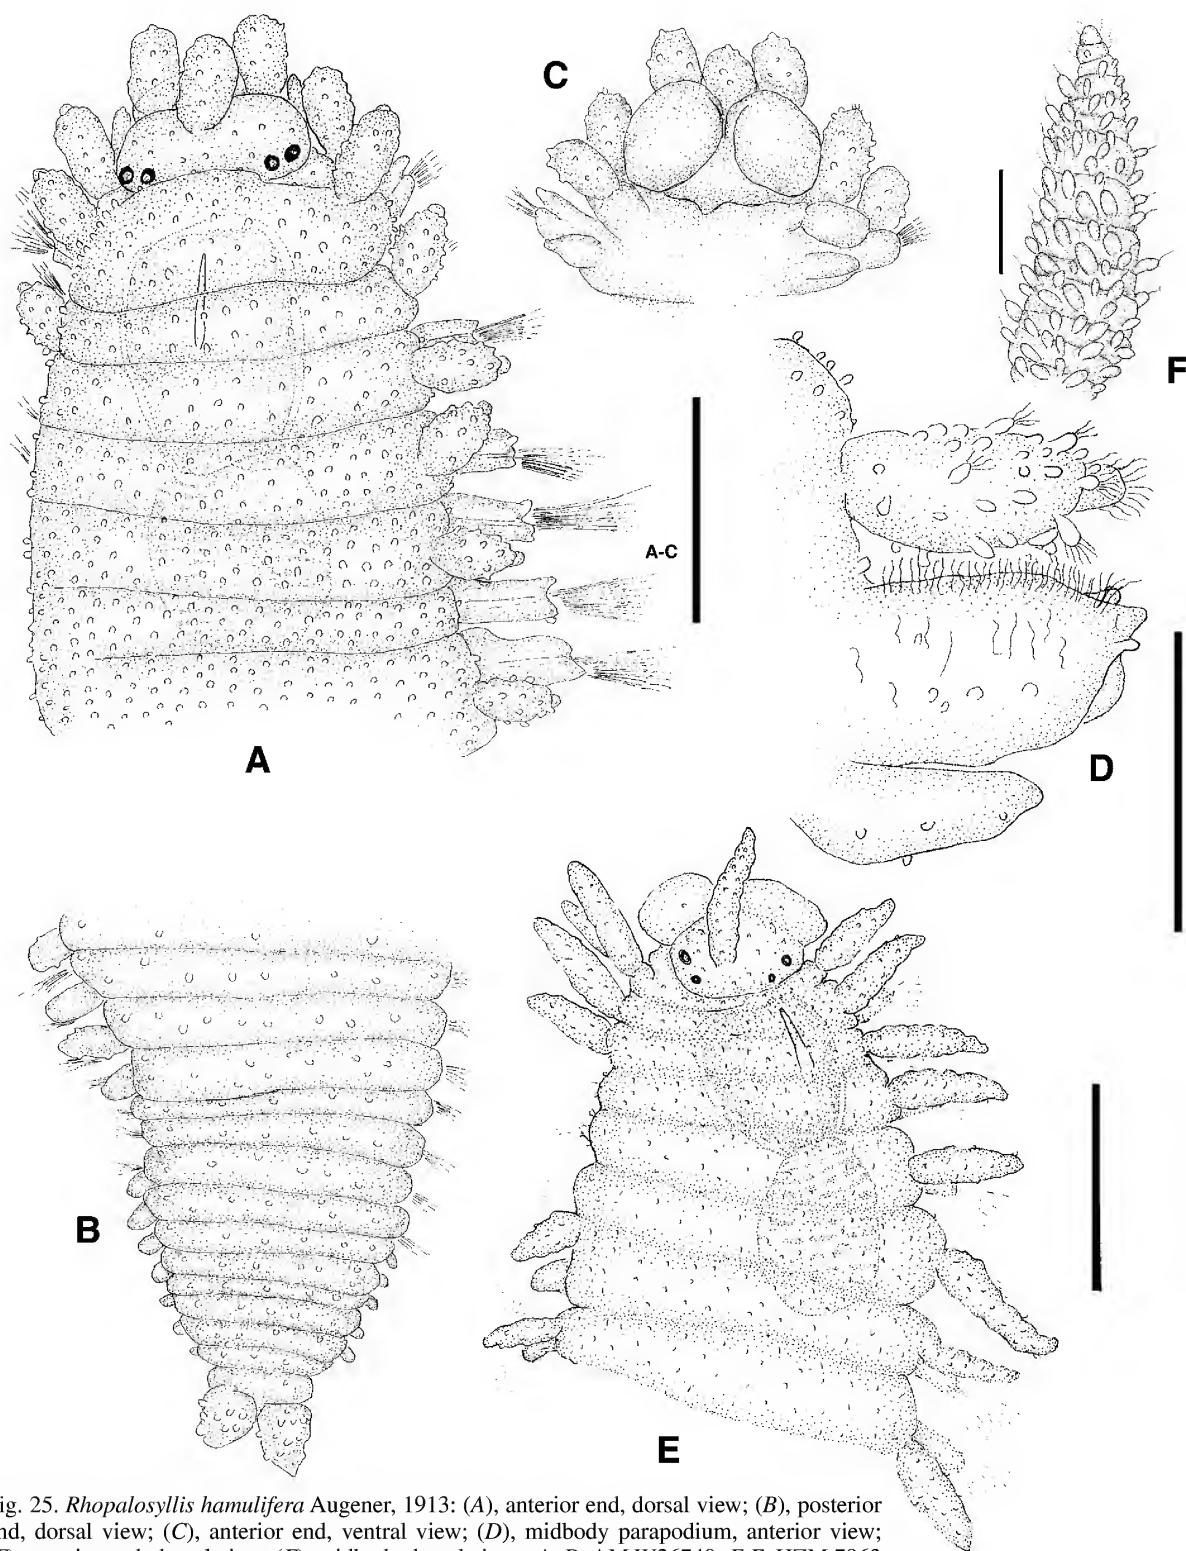 A
C
F
A-C
D
B
E
ig. 25. Rhopalosyllis hamulifera Augener, 1913: (A), anterior end, dorsal view; (B), posterior
nd, dorsal view; (C), anterior end, ventral view; (D), midbody parapodium, anterior view;